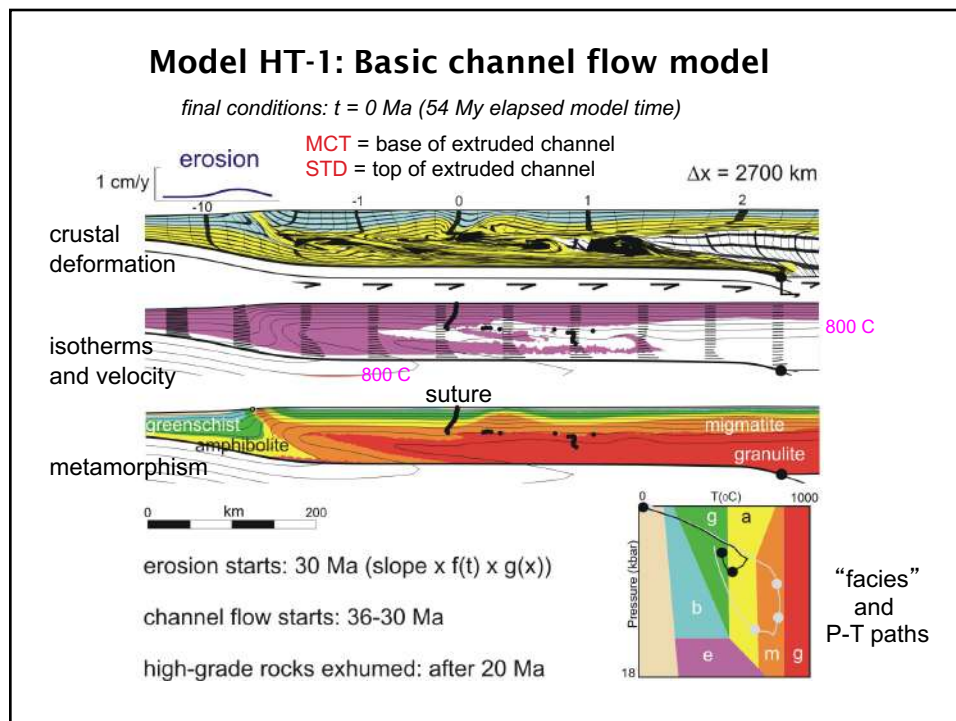 Model HT-1: Basic channel flow model
final conditions: t = 0 Ma (54 My elapsed model time)
MCT = base of extruded channel
STD = top of extruded channel
erosion
1 cm/y
Δx = 2700 km
-10 -1 0 1 2
crustal
deformation
800 C
isotherms
and velocity
800 C
suture
greenschist
migmatite
amphibolite
granulite
metamorphism
0 km 200
0 T(oC) 1000
g a
b
e m g
Pressure (kbar)
18
"facies"
and
P-T paths
erosion starts: 30 Ma (slope x f(t) x g(x))
channel flow starts: 36-30 Ma
high-grade rocks exhumed: after 20 Ma